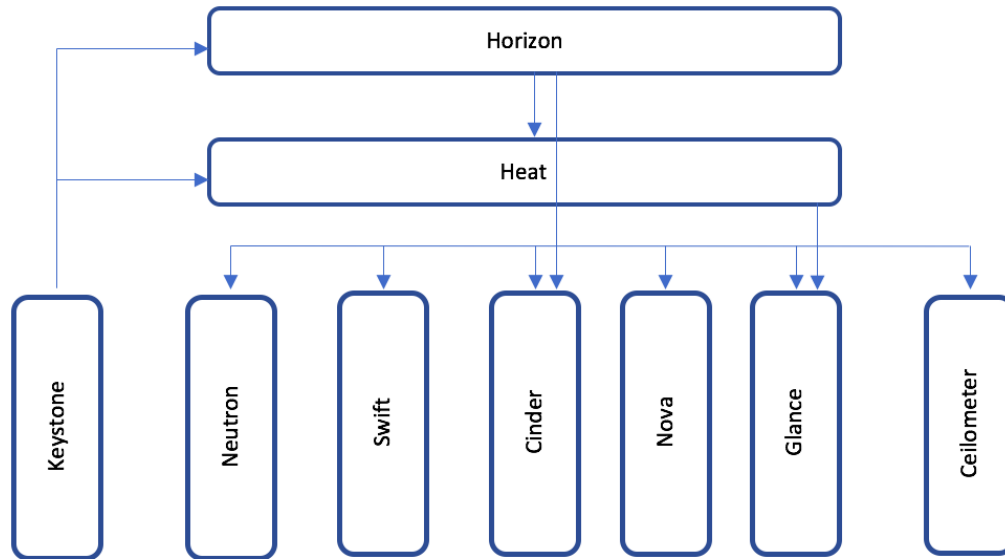 Horizon
Heat
Keystone
Neutron
Swift
Cinder
Nova
Glance
Ceilometer